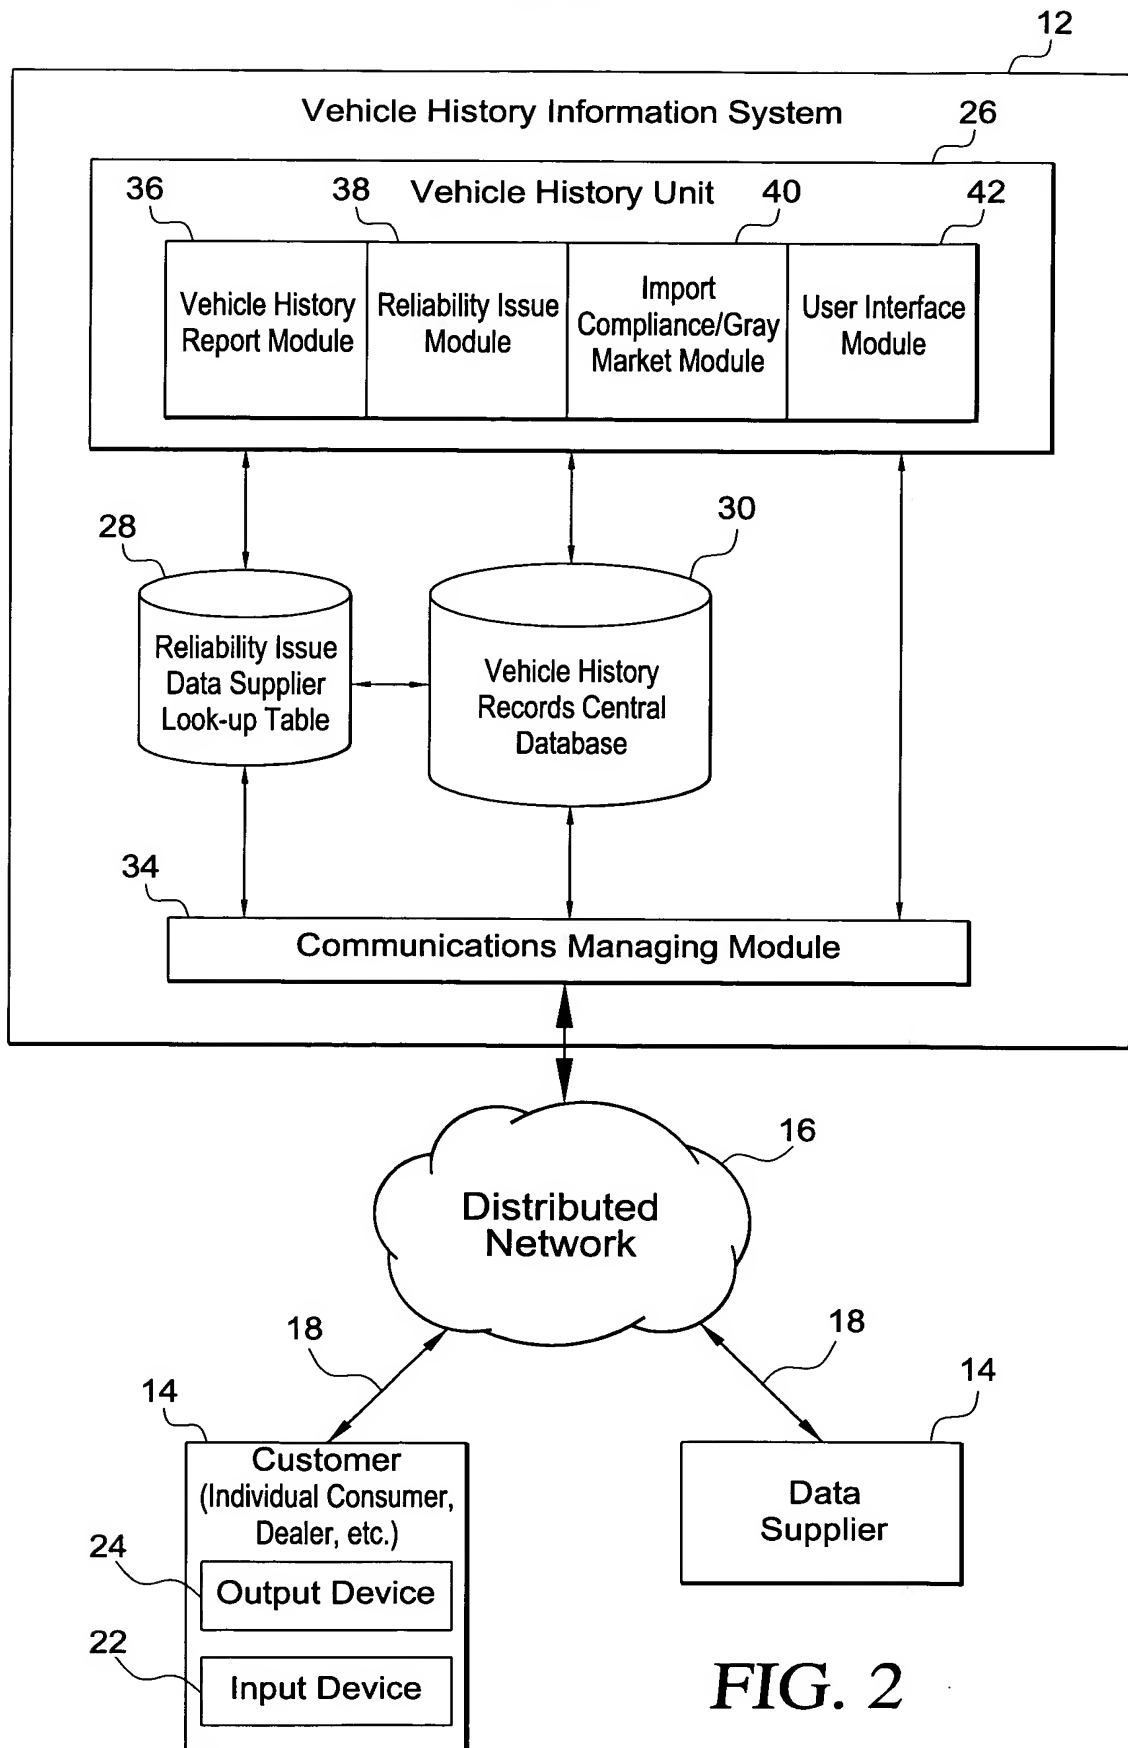 12
Vehicle History Information System
26
Vehicle History Unit
36
38
40
42
Vehicle History
Report Module
Reliability Issue
Module
Import
Compliance/Gray
Market Module
User Interface
Module
28
30
Reliability Issue
Data Supplier
Look-up Table
Vehicle History
Records Central
Database
34
Communications Managing Module
16
Distributed
Network
18
18
14
14
Customer
(Individual Consumer,
Dealer, etc.)
Data
Supplier
24
Output Device
22
Input Device
FIG. 2